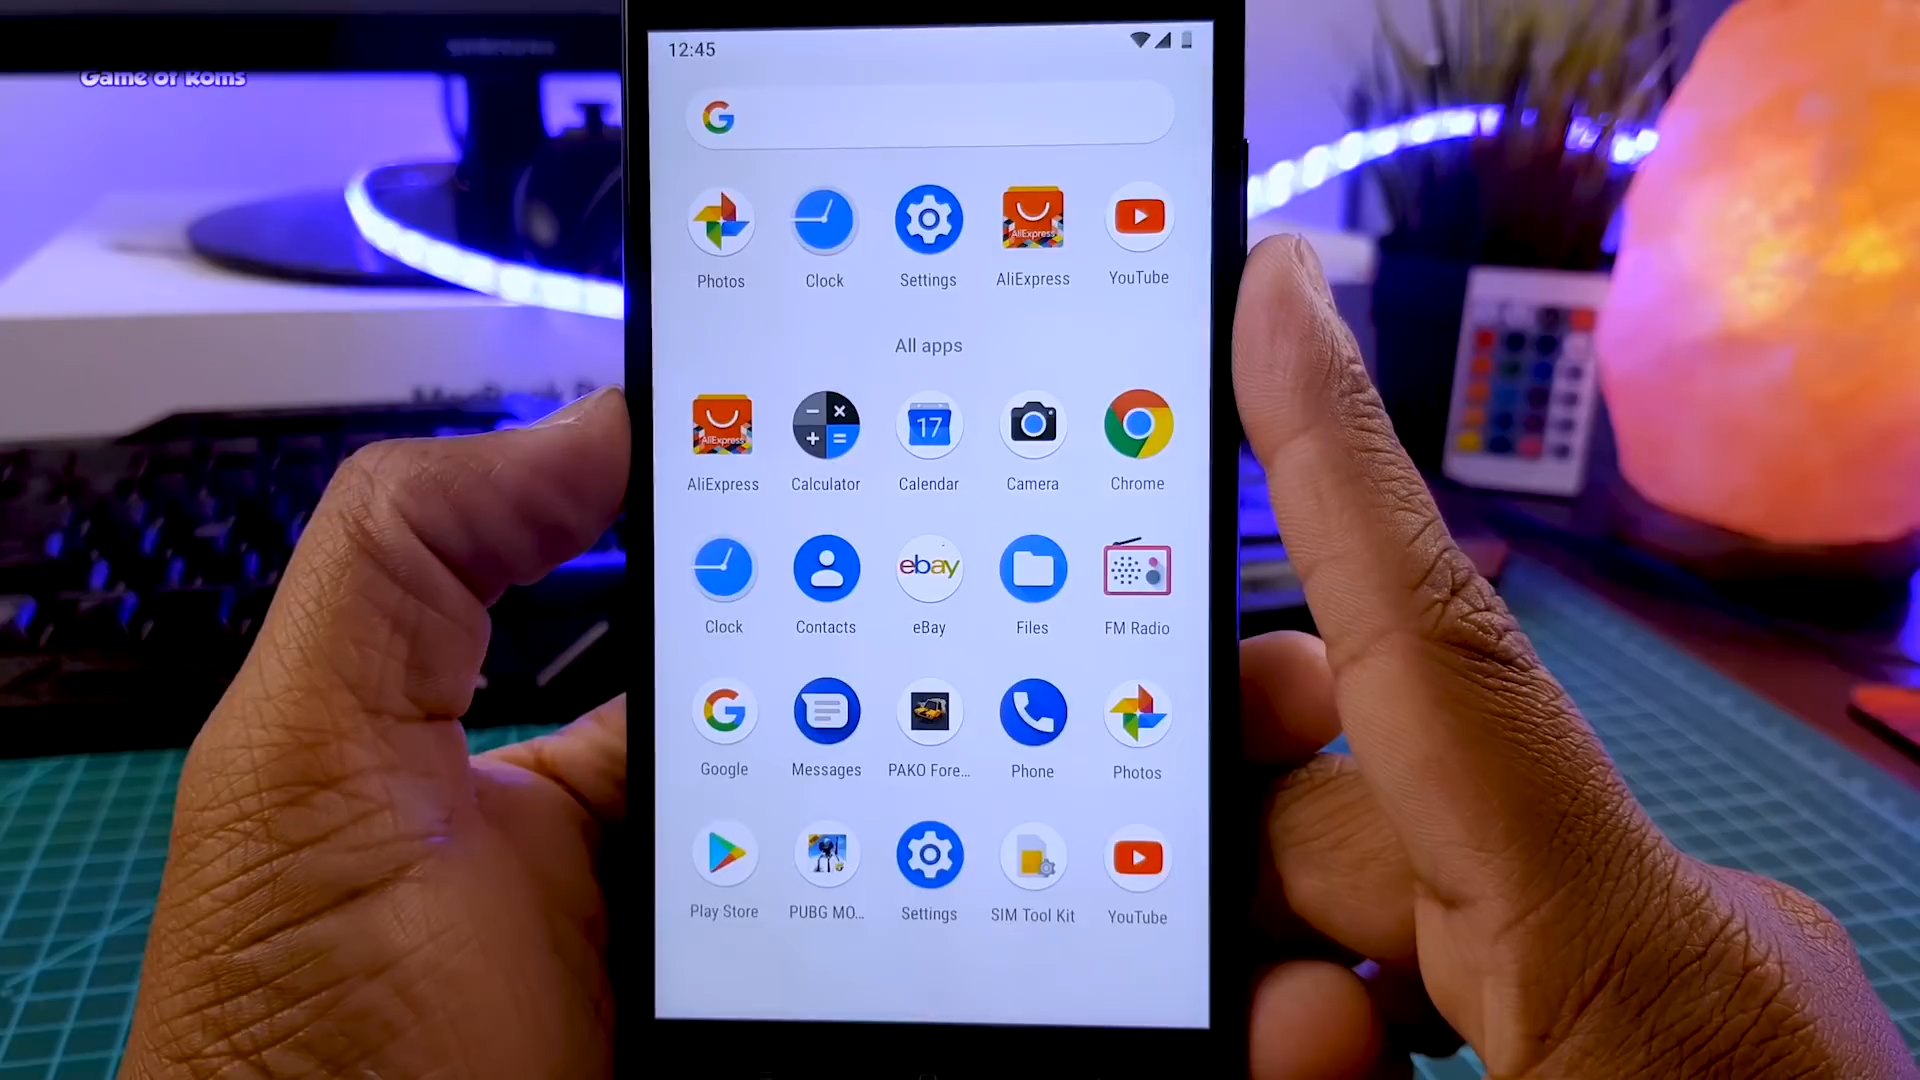 Game of Roms
12:45
Photos
Clock
Settings
AliExpress
AliExpress
YouTube
All apps
AliExpress
AliExpress
Calculator
17
Calendar
Camera
Chrome
Clock
Contacts
ebay
eBay
Files
FM Radio
Google
Messages
PAKO Fore...
Phone
Photos
Play Store
PUBG MO...
Settings
SIM Tool Kit
YouTube